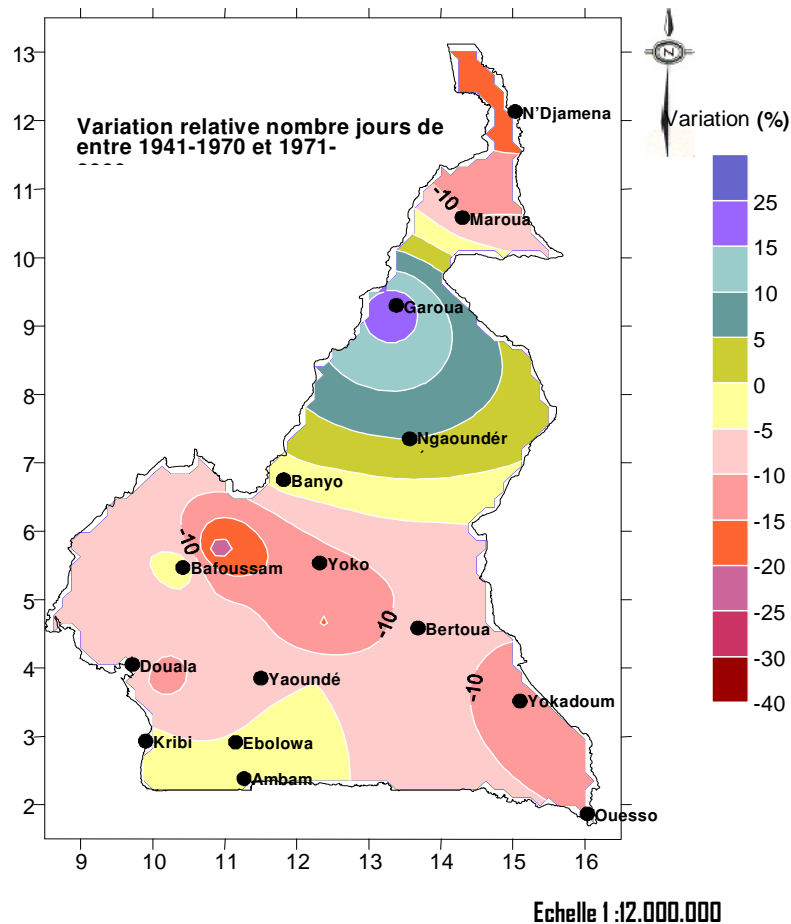 N
Variation relative nombre jours de
entre 1941-1970 et 1971-
Variation (%)
13
12
11
10
9
8
7
6
5
4
3
2
9
10
11
12
13
14
15
16
N'Djamena
-10
Maroua
Garoua
Ngaoundér
Banyo
-10
Bafoussam
Yoko
-10
Bertoua
Douala
Yaoundé
-10
Yokadoum
Kribi
Ebolowa
Ambam
Ouesso
25
15
10
5
0
-5
-10
-15
-20
-25
-30
-40
Echelle 1 :12.000.000